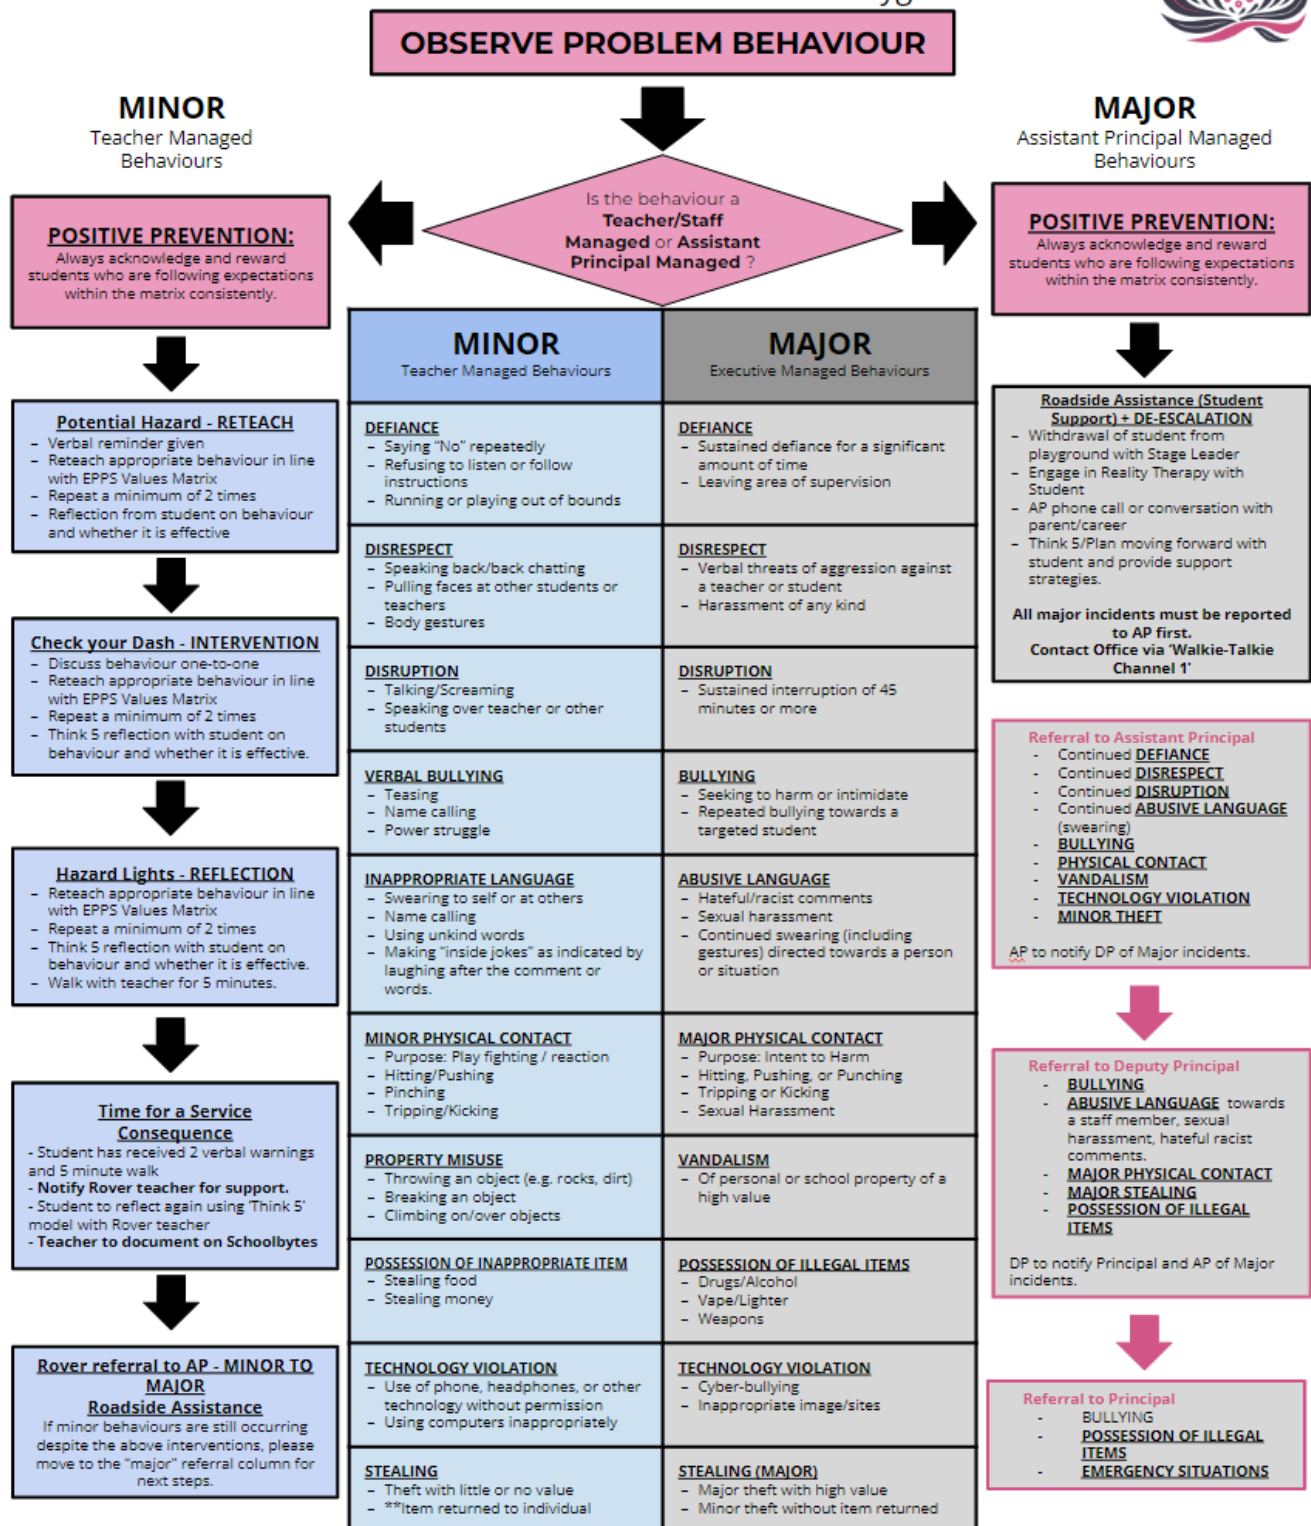 OBSERVE PROBLEM BEHAVIOUR
MINOR
Teacher Managed
Behaviours
MAJOR
Assistant Principal Managed
Behaviours
Is the behaviour a
Teacher/Staff
Managed or Assistant
Principal Managed ?
POSITIVE PREVENTION:
Always acknowledge and reward
students who are following expectations
within the matrix consistently.
Potential Hazard - RETEACH
– Verbal reminder given
– Reteach appropriate behaviour in line
with EPPS Values Matrix
– Repeat a minimum of 2 times
– Reflection from student on behaviour
and whether it is effective
Check your Dash - INTERVENTION
– Discuss behaviour one-to-one
– Reteach appropriate behaviour in line
with EPPS Values Matrix
– Repeat a minimum of 2 times
– Think 5 reflection with student on
behaviour and whether it is effective.
Hazard Lights - REFLECTION
– Reteach appropriate behaviour in line
with EPPS Values Matrix
– Repeat a minimum of 2 times
– Think 5 reflection with student on
behaviour and whether it is effective.
– Walk with teacher for 5 minutes.
Time for a Service
Consequence
- Student has received 2 verbal warnings
and 5 minute walk
- Notify Rover teacher for support.
- Student to reflect again using ‘Think 5’
model with Rover teacher
- Teacher to document on Schoolbytes
Rover referral to AP - MINOR TO
MAJOR
Roadside Assistance
If minor behaviours are still occurring
despite the above interventions, please
move to the “major” referral column for
next steps.
MINOR
Teacher Managed Behaviours
MAJOR
Executive Managed Behaviours
DEFIANCE
– Saying “No” repeatedly
– Refusing to listen or follow
instructions
– Running or playing out of bounds
DEFIANCE
– Sustained defiance for a significant
amount of time
– Leaving area of supervision
DISRESPECT
– Speaking back/back chatting
– Pulling faces at other students or
teachers
– Body gestures
DISRESPECT
– Verbal threats of aggression against
a teacher or student
– Harassment of any kind
DISRUPTION
– Talking/Screaming
– Speaking over teacher or other
students
DISRUPTION
– Sustained interruption of 45
minutes or more
VERBAL BULLYING
– Teasing
– Name calling
– Power struggle
BULLYING
– Seeking to harm or intimidate
– Repeated bullying towards a
targeted student
INAPPROPRIATE LANGUAGE
– Swearing to self or at others
– Name calling
– Using unkind words
– Making “inside jokes” as indicated by
laughing after the comment or
words.
ABUSIVE LANGUAGE
– Hateful/racist comments
– Sexual harassment
– Continued swearing (including
gestures) directed towards a person
or situation
MINOR PHYSICAL CONTACT
– Purpose: Play fighting / reaction
– Hitting/Pushing
– Pinching
– Tripping/Kicking
MAJOR PHYSICAL CONTACT
– Purpose: Intent to Harm
– Hitting, Pushing, or Punching
– Tripping or Kicking
– Sexual Harassment
PROPERTY MISUSE
– Throwing an object (e.g. rocks, dirt)
– Breaking an object
– Climbing on/over objects
VANDALISM
– Of personal or school property of a
high value
POSSESSION OF INAPPROPRIATE ITEM
– Stealing food
– Stealing money
POSSESSION OF ILLEGAL ITEMS
– Drugs/Alcohol
– Vape/Lighter
– Weapons
TECHNOLOGY VIOLATION
– Use of phone, headphones, or other
technology without permission
– Using computers inappropriately
TECHNOLOGY VIOLATION
– Cyber-bullying
– Inappropriate image/sites
STEALING
– Theft with little or no value
– **Item returned to individual
STEALING (MAJOR)
– Major theft with high value
– Minor theft without item returned
POSITIVE PREVENTION:
Always acknowledge and reward
students who are following expectations
within the matrix consistently.
Roadside Assistance (Student
Support) + DE-ESCALATION
– Withdrawal of student from
playground with Stage Leader
– Engage in Reality Therapy with
Student
– AP phone call or conversation with
parent/career
– Think 5/Plan moving forward with
student and provide support
strategies.
All major incidents must be reported
to AP first.
Contact Office via ‘Walkie-Talkie
Channel 1’
Referral to Assistant Principal
- Continued DEFIANCE
- Continued DISRESPECT
- Continued DISRUPTION
- Continued ABUSIVE LANGUAGE
(swearing)
- BULLYING
- PHYSICAL CONTACT
- VANDALISM
- TECHNOLOGY VIOLATION
- MINOR THEFT
AP to notify DP of Major incidents.
Referral to Deputy Principal
- BULLYING
- ABUSIVE LANGUAGE towards
a staff member, sexual
harassment, hateful racist
comments.
- MAJOR PHYSICAL CONTACT
- MAJOR STEALING
- POSSESSION OF ILLEGAL
ITEMS
DP to notify Principal and AP of Major
incidents.
Referral to Principal
- BULLYING
- POSSESSION OF ILLEGAL
ITEMS
- EMERGENCY SITUATIONS